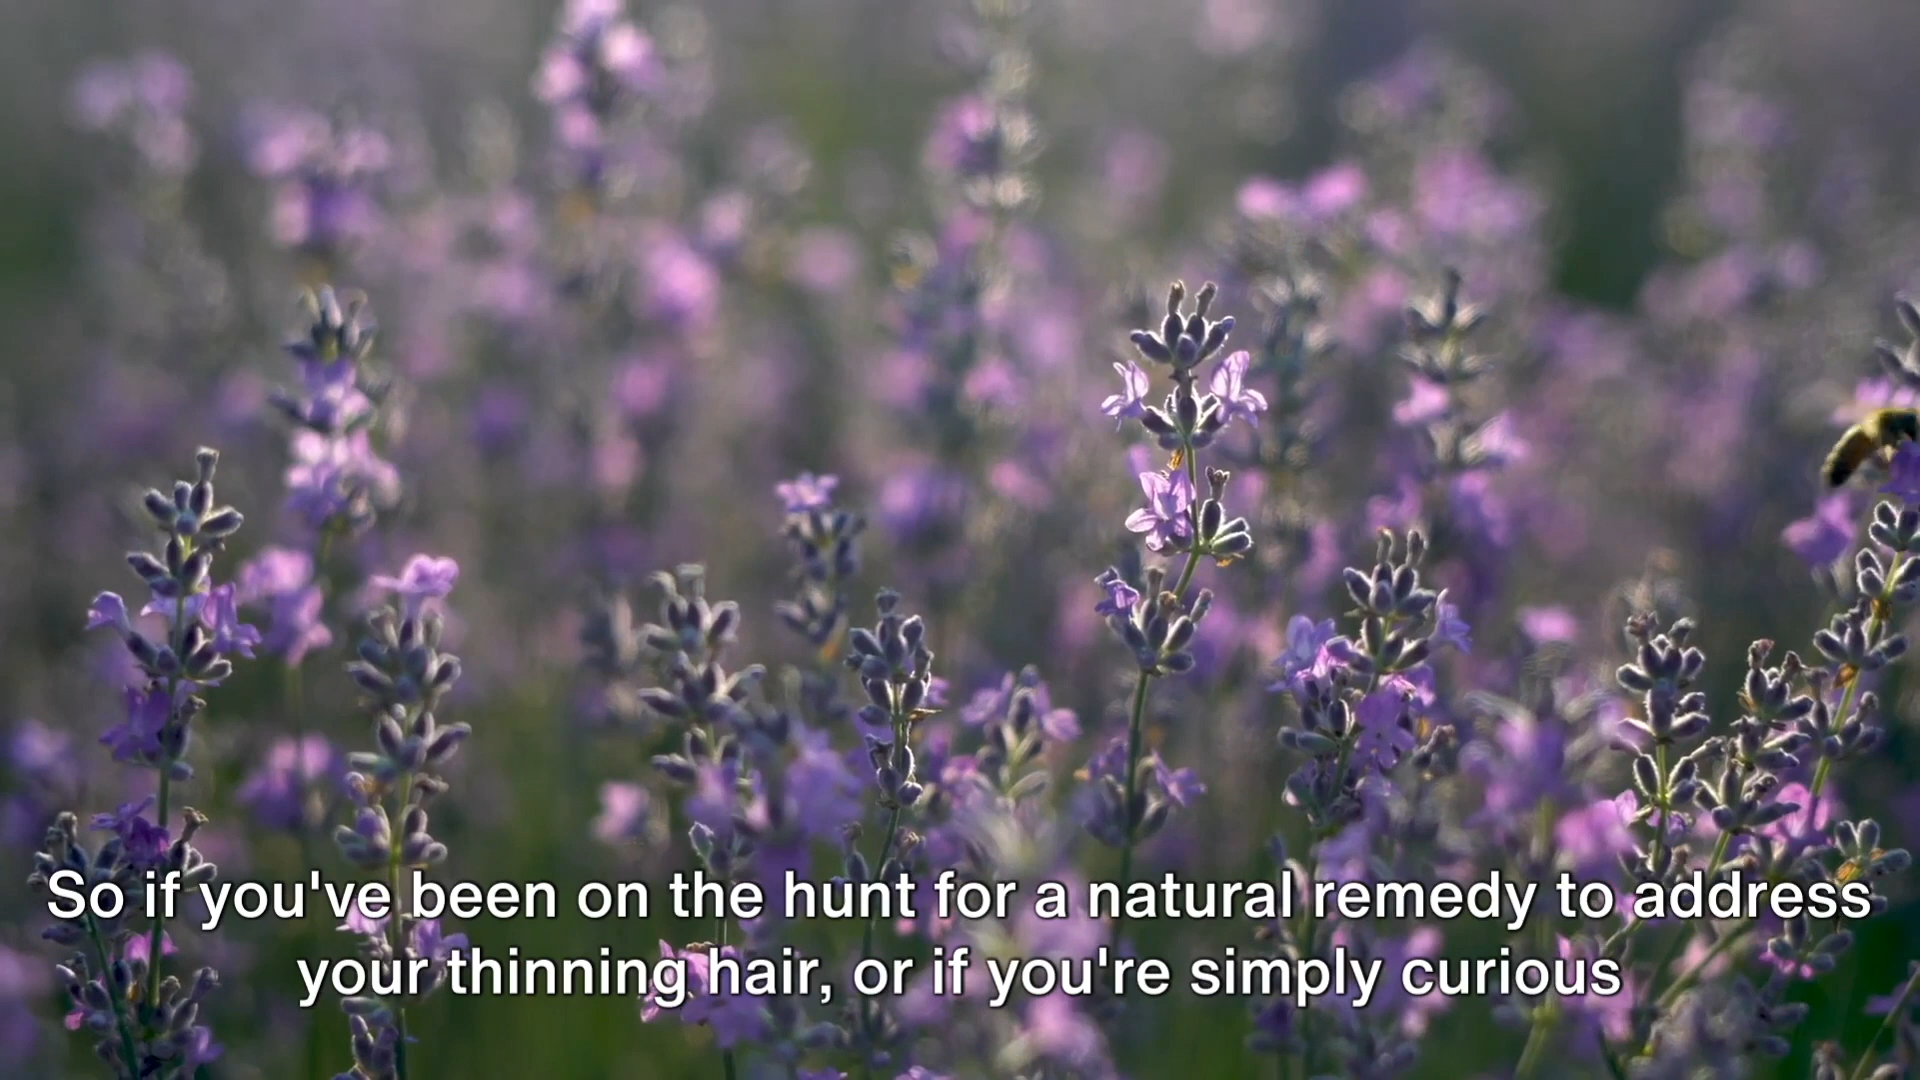 So if you've been on the hunt for a natural remedy to address
your thinning hair, or if you're simply curious